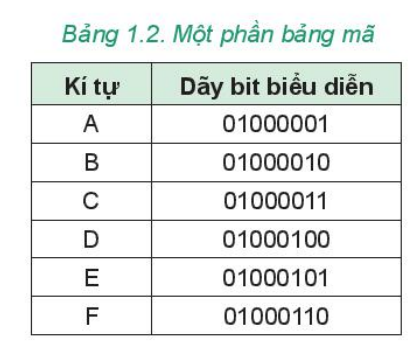 Bảng 1.2. Một phần bảng mã
Kí tự Dãy bit biểu diễn
A 01000001
B 01000010
C 01000011
D 01000100
E 01000101
F 01000110